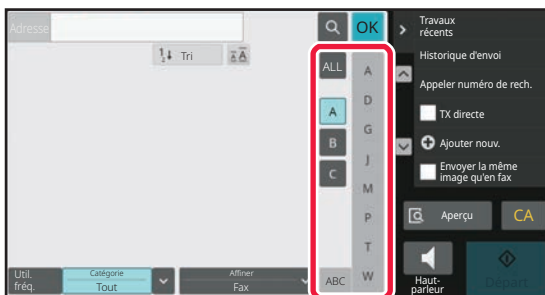 Adresse
OK
Tri
ALL
A
B
C
ABC
A
D
G
J
M
P
T
W
Util.
fréq.
Catégorie
Tout
Affiner
Fax
Travaux
récents
Historique d'envoi
Appeler numéro de rech.
TX directe
Ajouter nouv.
Envoyer la même
image qu'en fax
Aperçu
CA
Haut-
parleur
Départ